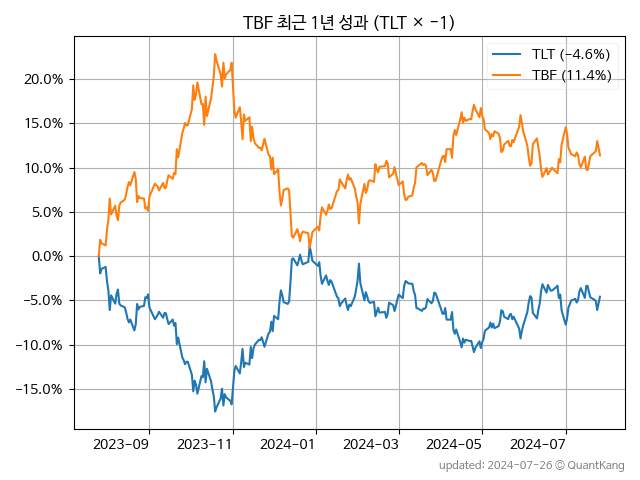 TBF 최근 1년 성과 (TLT × −1)
TLT (−4.6%)
TBF (11.4%)
20.0%
15.0%
10.0%
5.0%
0.0%
−5.0%
−10.0%
−15.0%
2023−09 2023−11 2024−01 2024−03 2024−05 2024−07
updated: 2024-07-26 © QuantKang